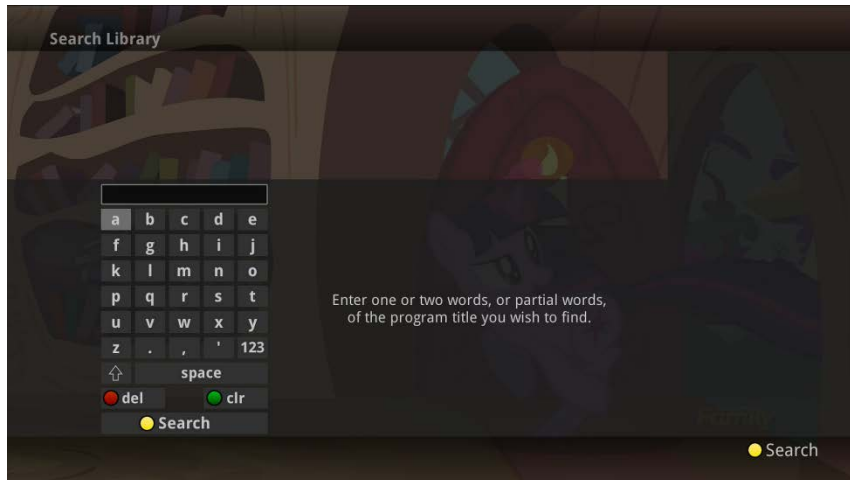 Search Library
a b c d e
f g h i j
k l m n o
p q r s t
u v w x y
z . , ' 123
space
del clr
Search
Enter one or two words, or partial words,
of the program title you wish to find.
Family
Search